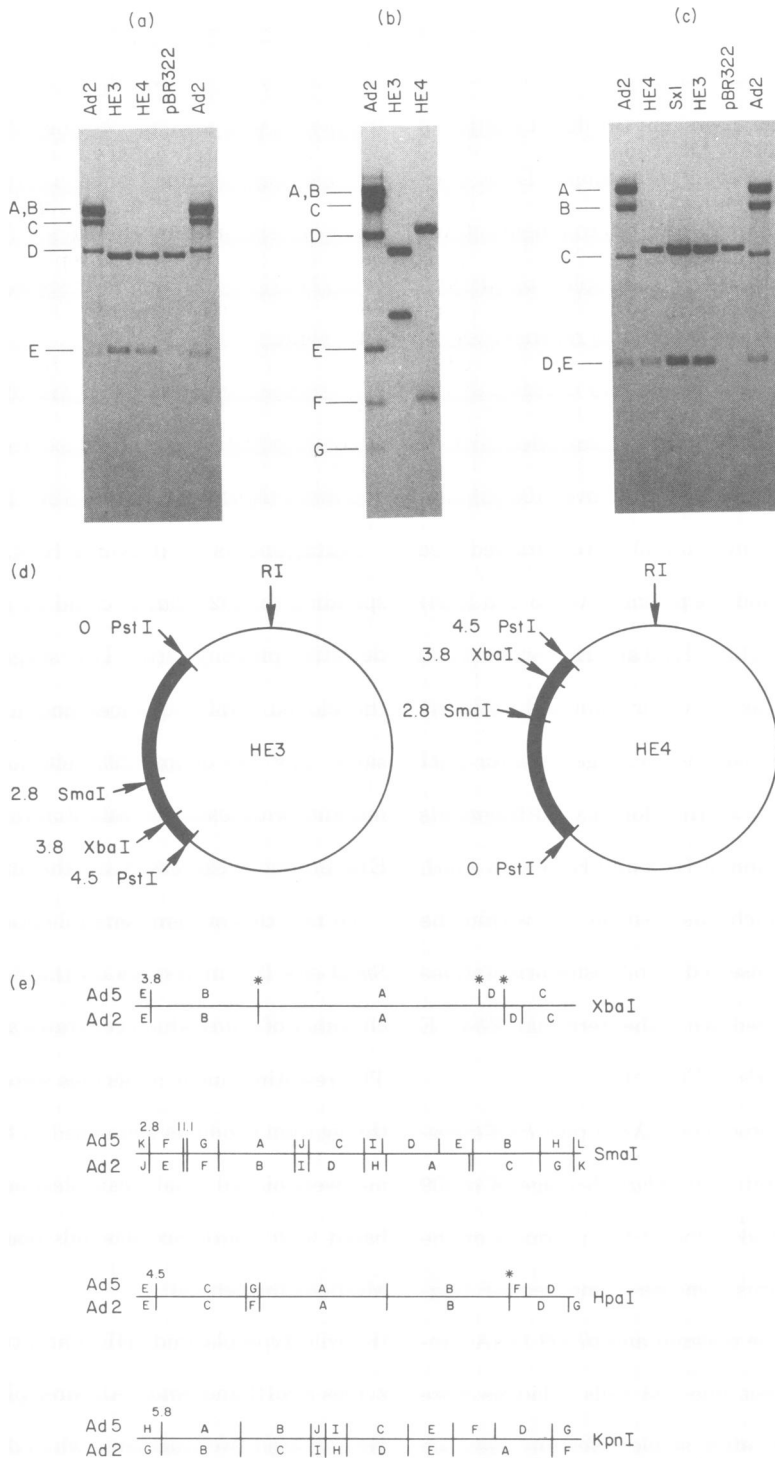 (a)
Ad2 HE3 HE4 pBR322 Ad2
A,B
C
D
E
(b)
Ad2 HE3 HE4
A,B
C
D
E
F
G
(c)
Ad2 HE4 SxI HE3 pBR322 Ad2
A
B
C
D,E
(d)
RI
O PstI
HE3
2.8 SmaI
3.8 XbaI
4.5 PstI
RI
4.5 PstI
3.8 XbaI
2.8 SmaI
HE4
O PstI
(e)
3.8 * * *
Ad5 E B A D C
Ad2 E B A D C
XbaI
2.8 11.1
Ad5 K F G A J C I D E B H L
Ad2 J E F B I D H A C G K
SmaI
4.5 *
Ad5 E C G A B F D
Ad2 E C F A B D G
HpaI
5.8
Ad5 H A B J I C E F D G
Ad2 G B C I H D E A F
KpnI